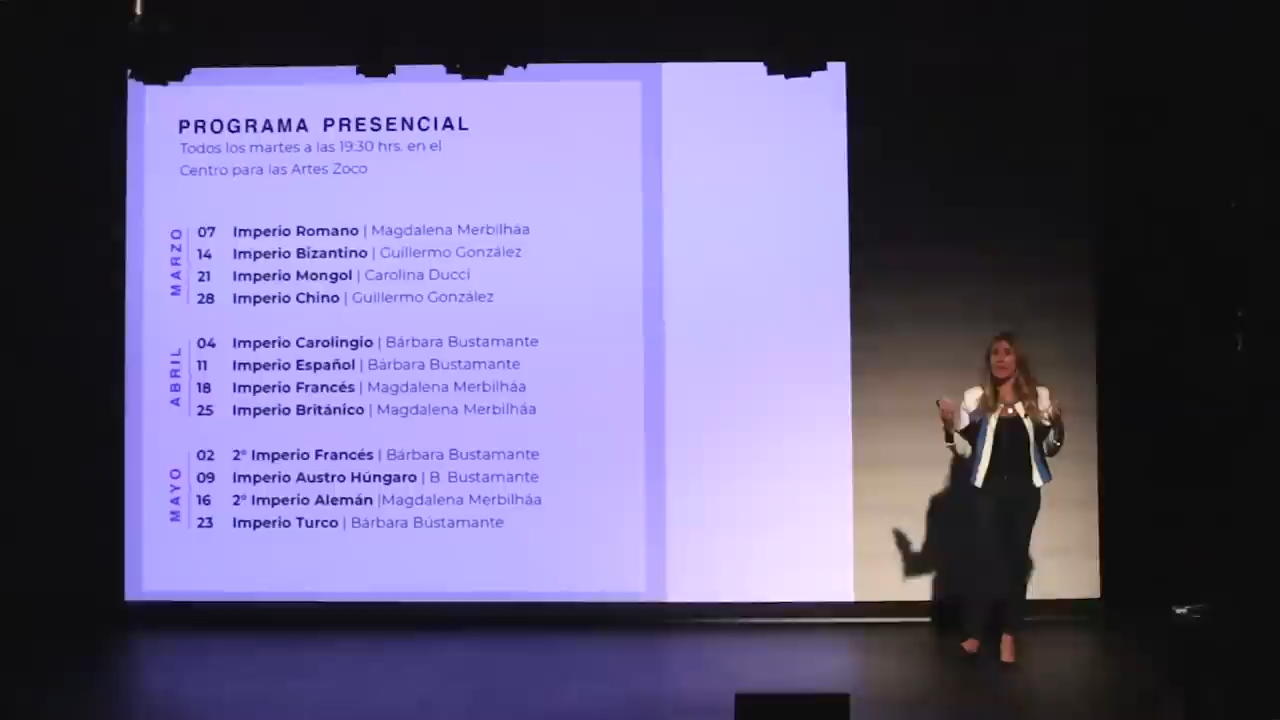 PROGRAMA PRESENCIAL
Todos los martes a las 19:30 hrs. en el
Centro para las Artes Zoco
MARZO
07 Imperio Romano | Magdalena Merbilháa
14 Imperio Bizantino | Guillermo González
21 Imperio Mongol | Carolina Ducci
28 Imperio Chino | Guillermo González
ABRIL
04 Imperio Carolingio | Bárbara Bustamante
11 Imperio Español | Bárbara Bustamante
18 Imperio Francés | Magdalena Merbilháa
25 Imperio Británico | Magdalena Merbilháa
MAYO
02 2º Imperio Francés | Bárbara Bustamante
09 Imperio Austro Húngaro | B. Bustamante
16 2º Imperio Alemán |Magdalena Merbilháa
23 Imperio Turco | Bárbara Bústamante